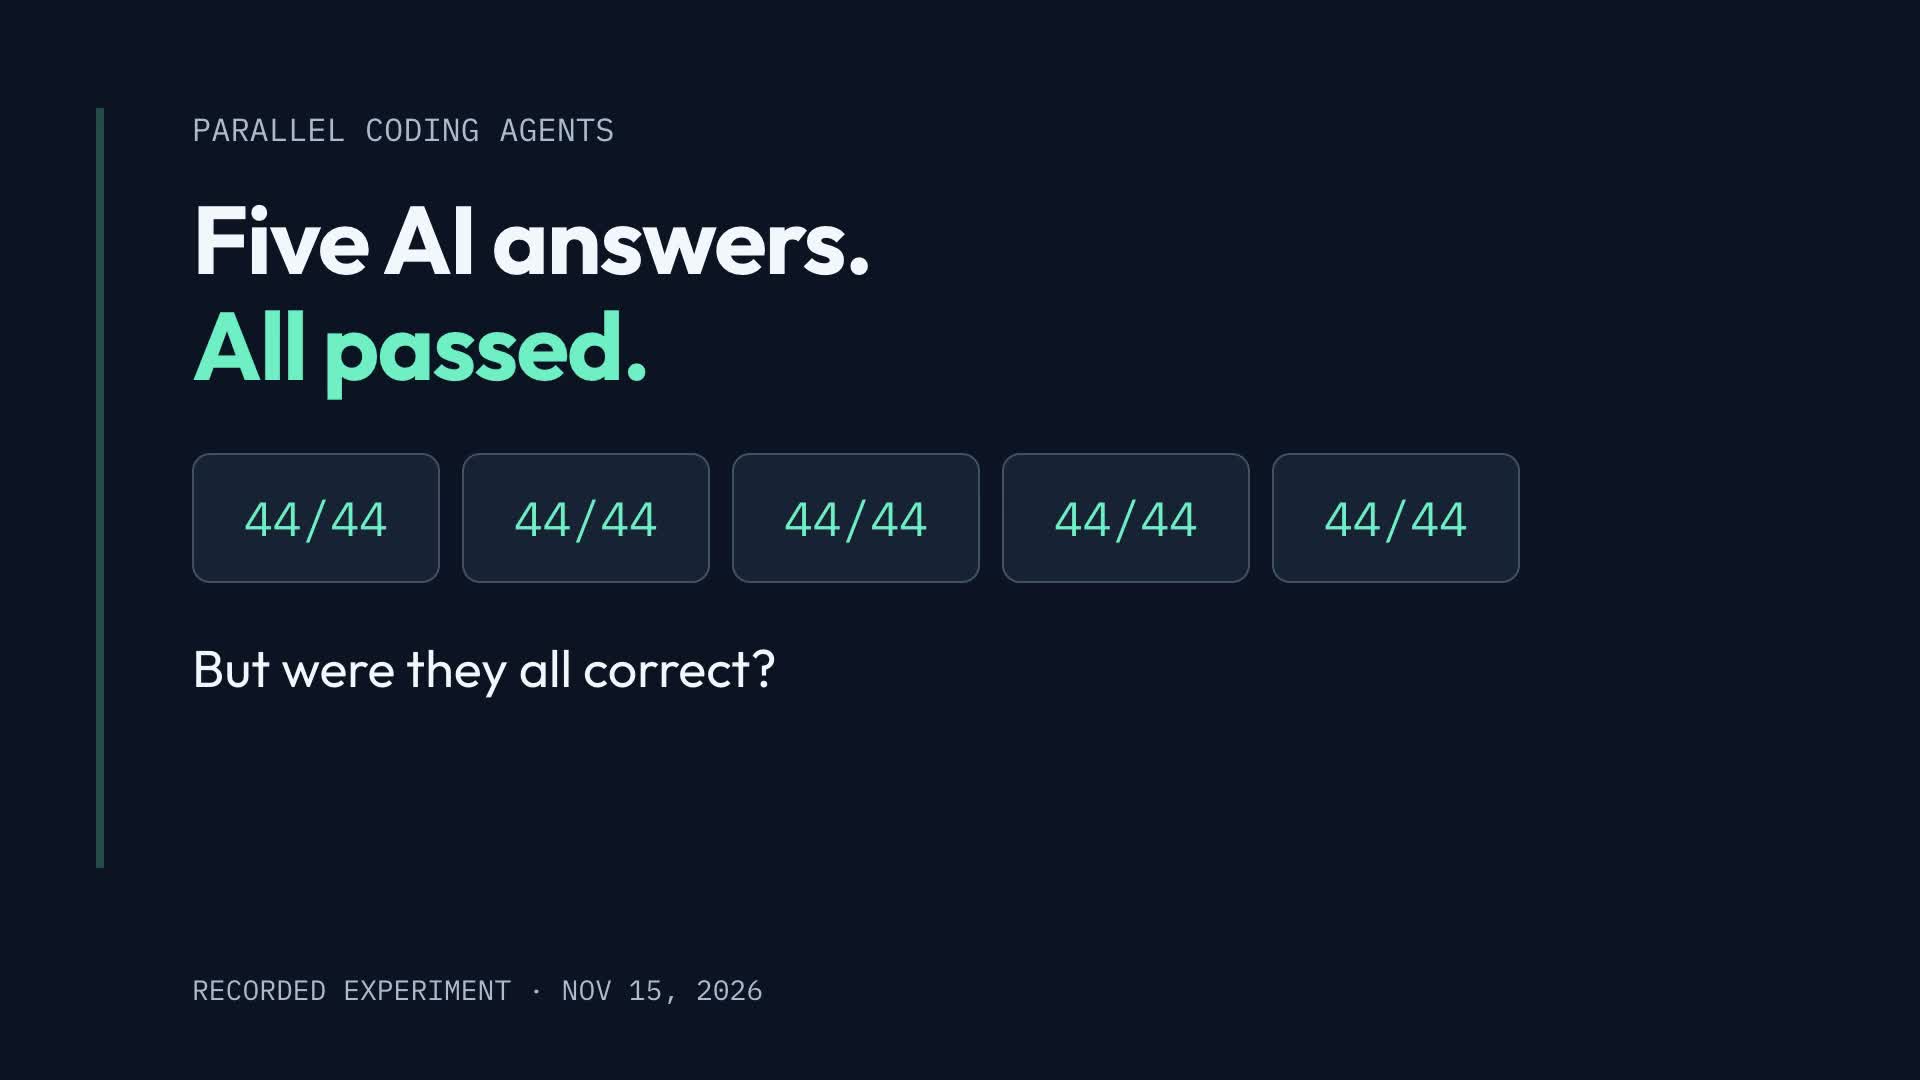 PARALLEL CODING AGENTS
Five AI answers.
All passed.
44/44 44/44 44/44 44/44 44/44
But were they all correct?
RECORDED EXPERIMENT · NOV 15, 2026